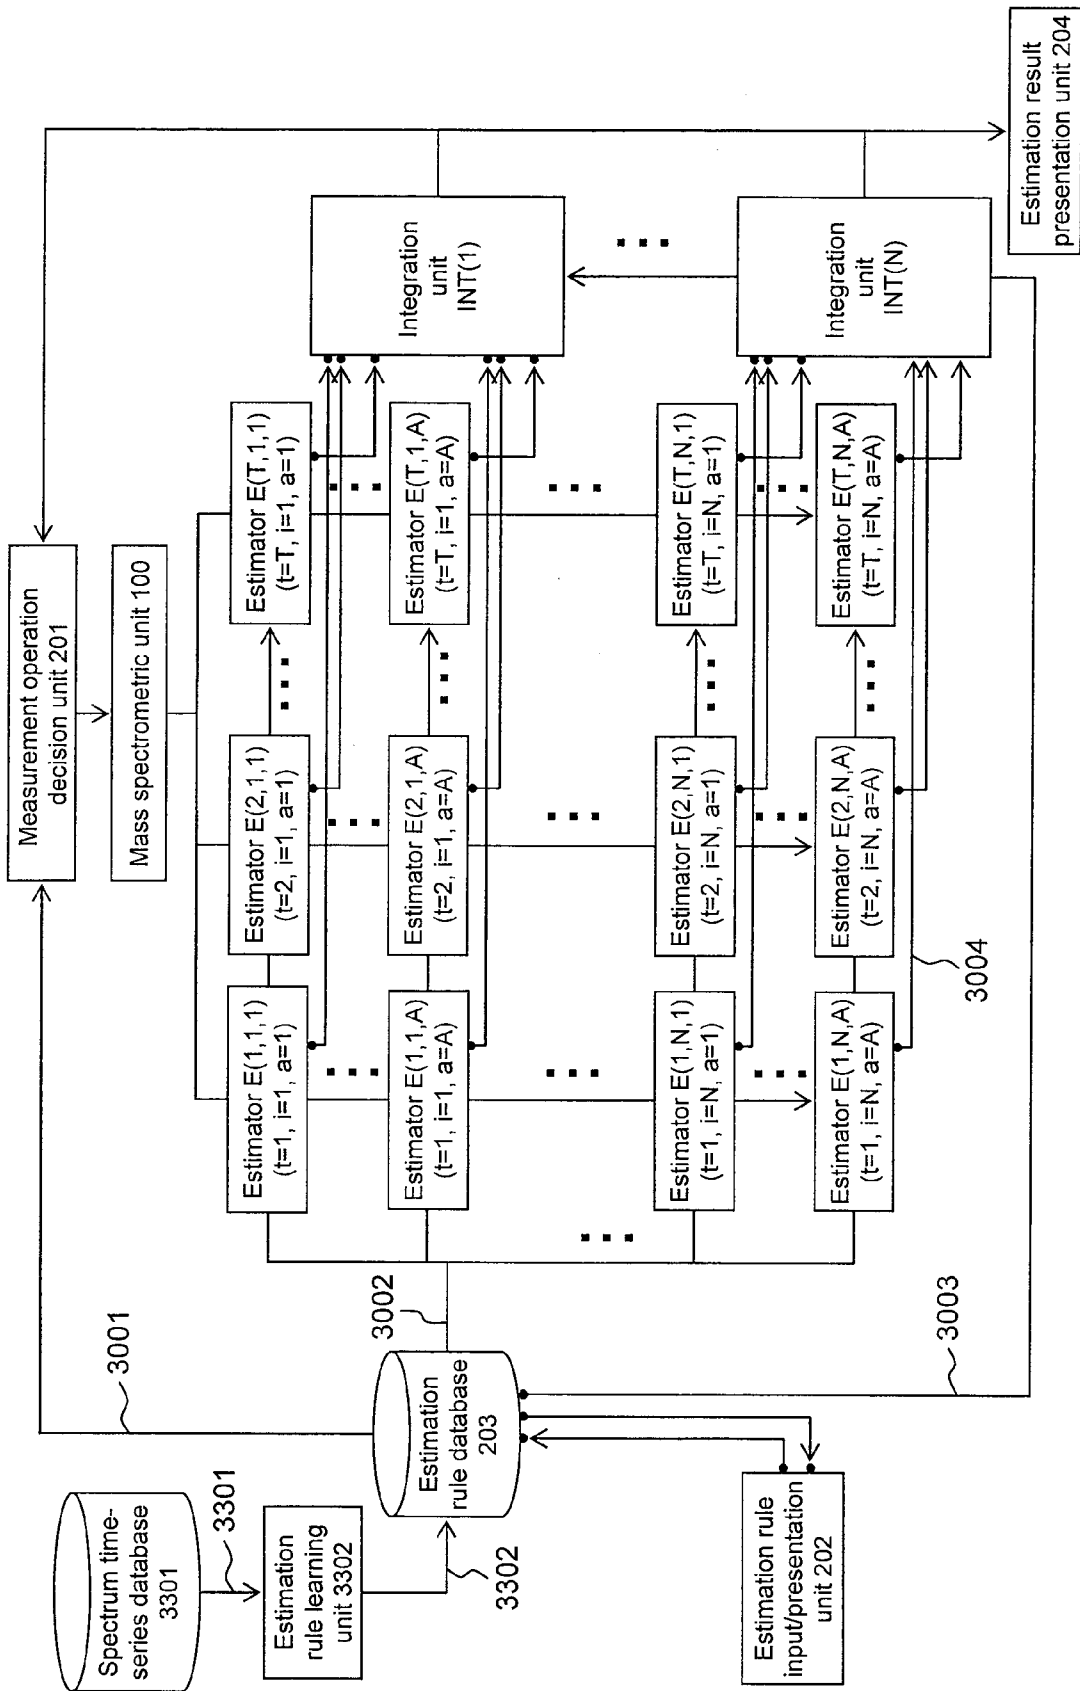 Spectrum time-
series database
3301
3301
Estimation
rule learning
unit 3302
3302
Estimation
rule database
203
Estimation rule
input/presentation
unit 202
3001
3002
3003
3004
Measurement operation
decision unit 201
Mass spectrometric unit 100
Estimator E(1,1,1)
(t=1, i=1, a=1)
Estimator E(2,1,1)
(t=2, i=1, a=1)
Estimator E(T,1,1)
(t=T, i=1, a=1)
Estimator E(1,1,A)
(t=1, i=1, a=A)
Estimator E(2,1,A)
(t=2, i=1, a=A)
Estimator E(T,1,A)
(t=T, i=1, a=A)
Estimator E(1,N,1)
(t=1, i=N, a=1)
Estimator E(2,N,1)
(t=2, i=N, a=1)
Estimator E(T,N,1)
(t=T, i=N, a=1)
Estimator E(1,N,A)
(t=1, i=N, a=A)
Estimator E(2,N,A)
(t=2, i=N, a=A)
Estimator E(T,N,A)
(t=T, i=N, a=A)
Integration
unit
INT(1)
Integration
unit
INT(N)
Estimation result
presentation unit 204